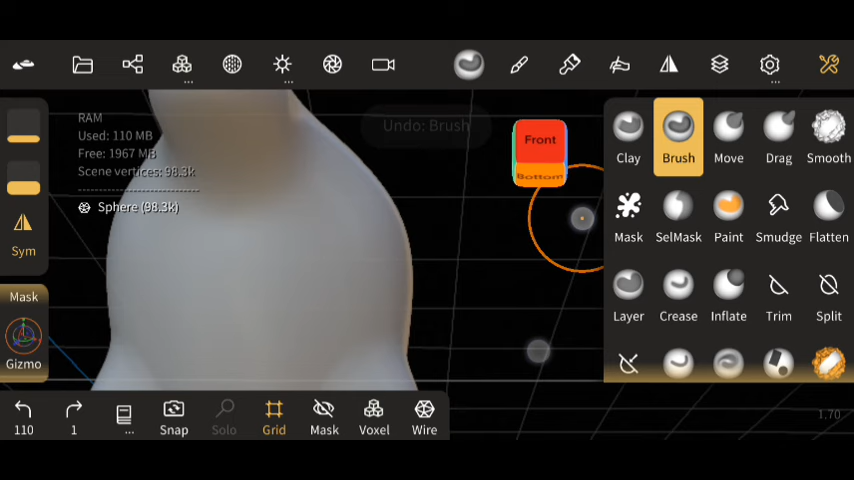 RAM
Used: 110 MB
Free: 1967 MB
Scene vertices: 98.3k
Sphere (98.3k)
Undo: Brush
Front
Bottom
Sym
Mask
Gizmo
Clay Brush Move Drag Smooth
Mask SelMask Paint Smudge Flatten
Layer Crease Inflate Trim Split
1.70
110 1 ... Snap Solo Grid Mask Voxel Wire